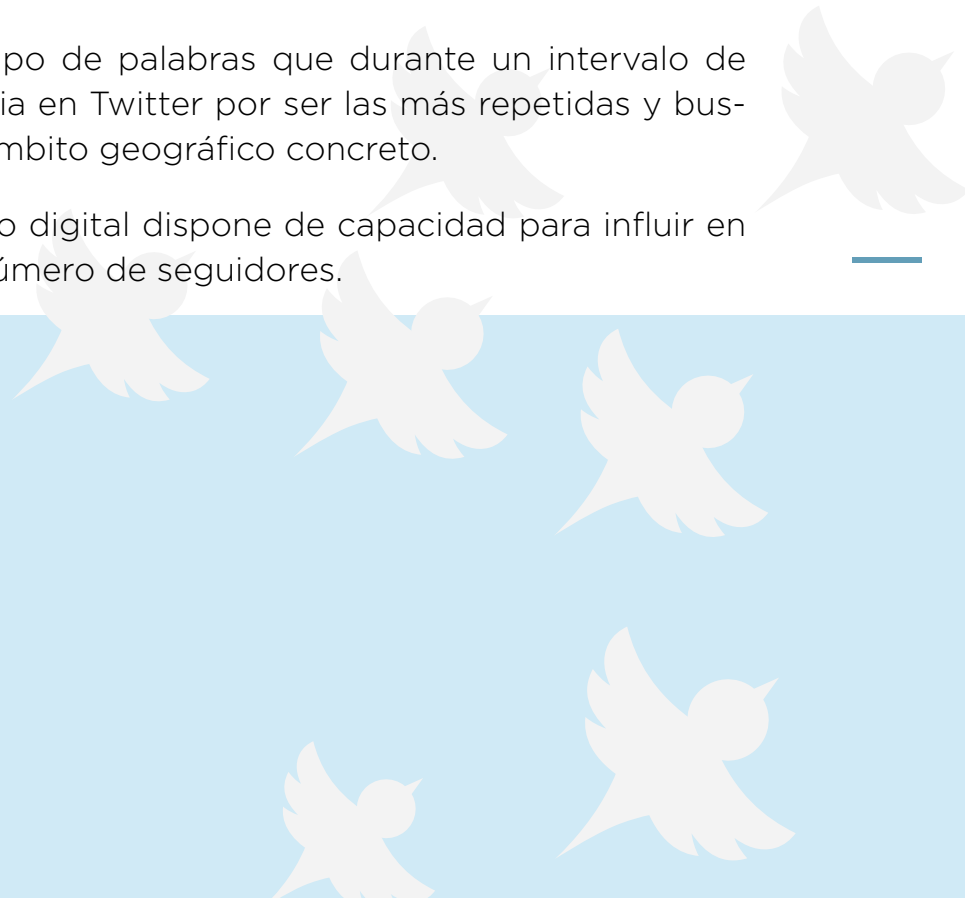 po de palabras que durante un intervalo de
ia en Twitter por ser las más repetidas y bus-
mbito geográfico concreto.
o digital dispone de capacidad para influir en
úmero de seguidores.